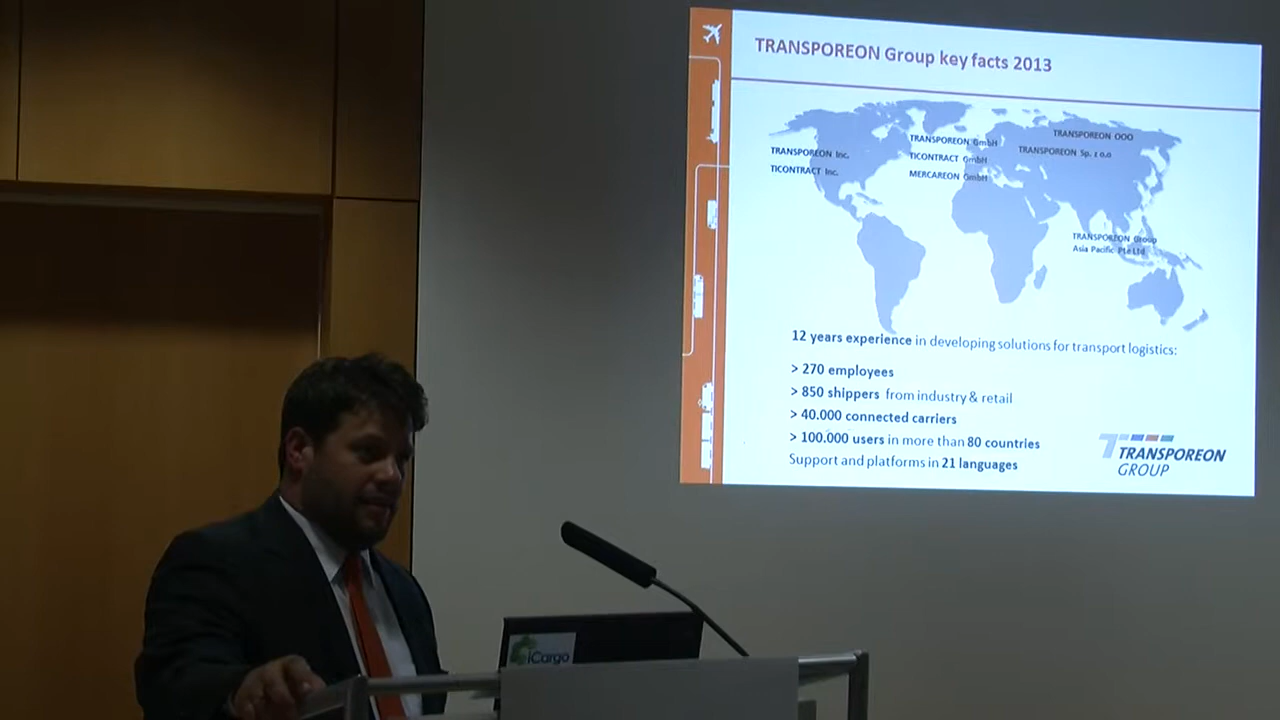 TRANSPOREON Group key facts 2013
TRANSPOREON OOO
TRANSPOREON GmbH
TRANSPOREON Inc.
TRANSPOREON Sp. z o.o
TICONTRACT GmbH
TICONTRACT Inc.
MERCAREON GmbH
TRANSPOREON Group
Asia Pacific Pte Ltd
12 years experience in developing solutions for transport logistics:
> 270 employees
> 850 shippers from industry & retail
> 40.000 connected carriers
> 100.000 users in more than 80 countries
Support and platforms in 21 languages
TRANSPOREON
GROUP
iCargo